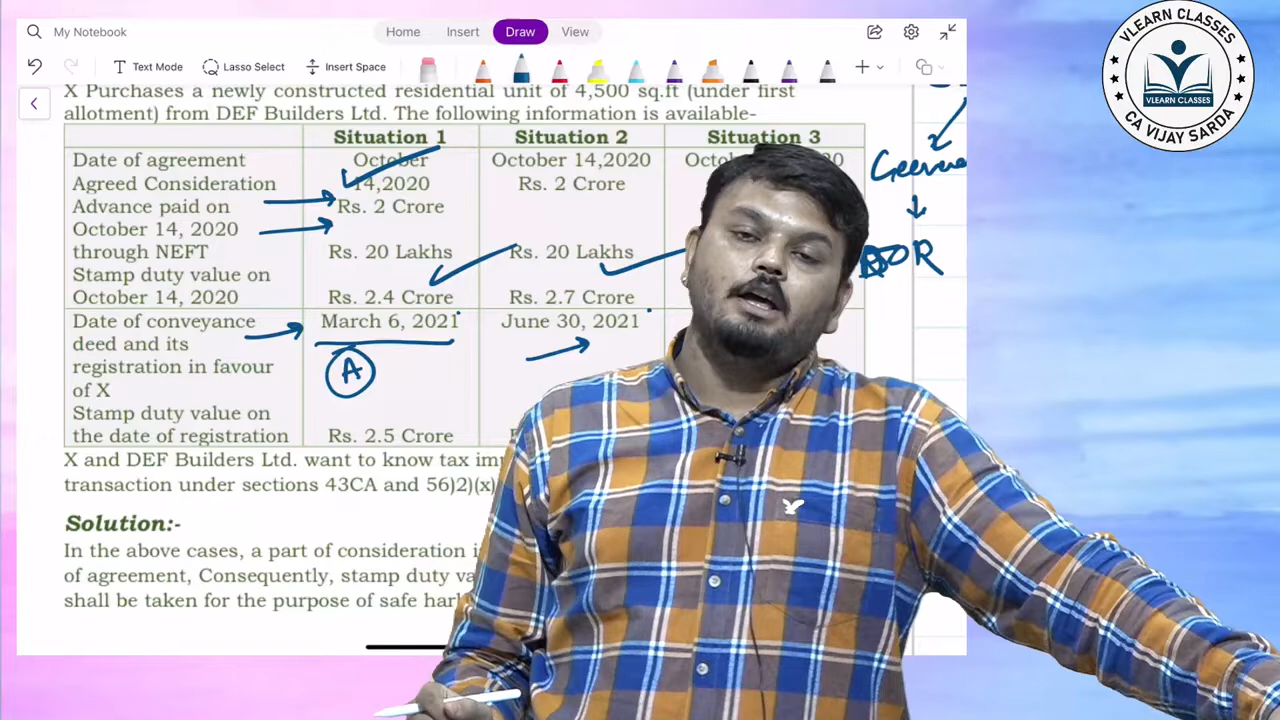 My Notebook
Home Insert Draw View
Text Mode Lasso Select Insert Space
X Purchases a newly constructed residential unit of 4,500 sq.ft (under first
allotment) from DEF Builders Ltd. The following information is available-
Situation 1 Situation 2 Situation 3
Date of agreement October October 14,2020
Agreed Consideration 14,2020 Rs. 2 Crore
Advance paid on Rs. 2 Crore
October 14, 2020
through NEFT Rs. 20 Lakhs Rs. 20 Lakhs
Stamp duty value on
October 14, 2020 Rs. 2.4 Crore Rs. 2.7 Crore
Date of conveyance March 6, 2021 June 30, 2021
deed and its
registration in favour
of X
Stamp duty value on
the date of registration Rs. 2.5 Crore
A
X and DEF Builders Ltd. want to know tax
transaction under sections 43CA and 56)2)(x)
Solution:-
In the above cases, a part of consideration
of agreement, Consequently, stamp duty
shall be taken for the purpose of safe
VLEARN CLASSES
VLEARN CLASSES
CA VIJAY SARDA